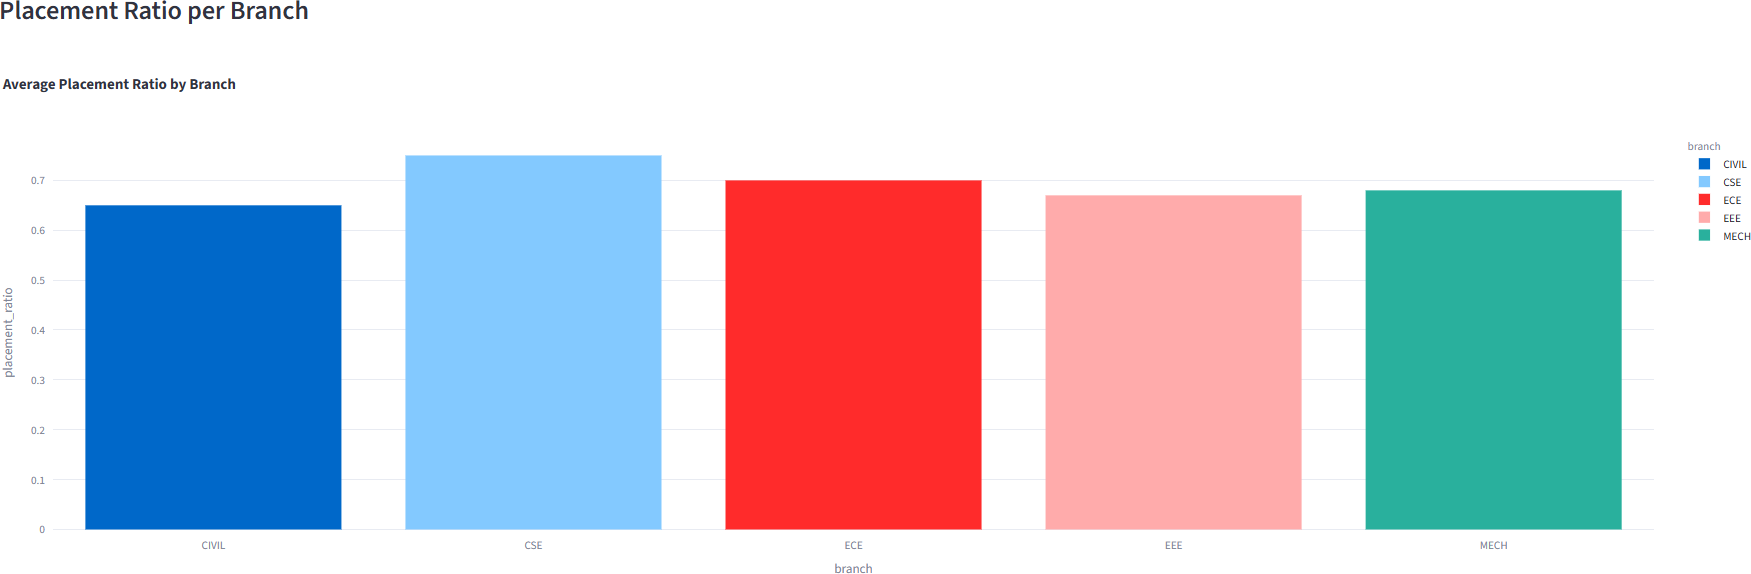 Placement Ratio per Branch
Average Placement Ratio by Branch
placement_ratio
0.7
0.6
0.5
0.4
0.3
0.2
0.1
0
CIVIL
CSE
ECE
EEE
MECH
branch
branch
CIVIL
CSE
ECE
EEE
MECH